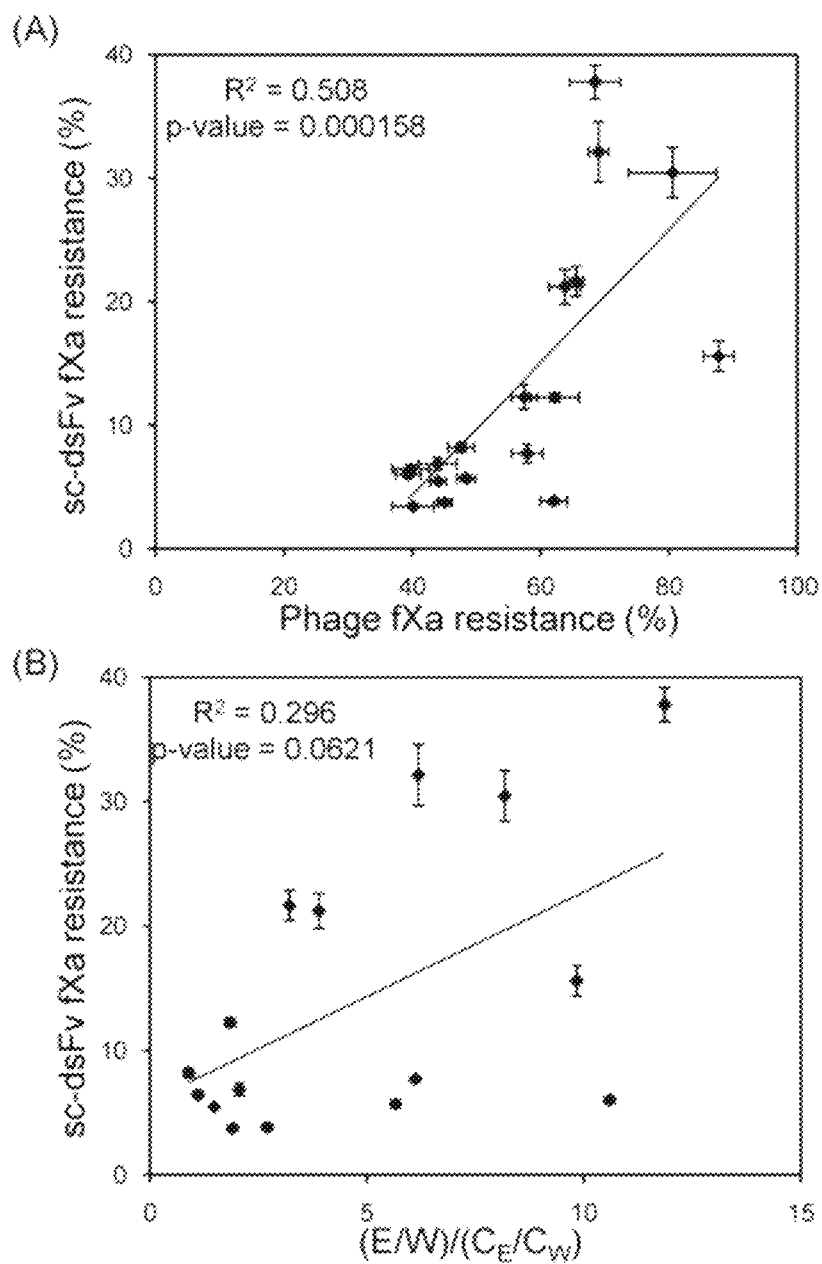 (A)
40
30
20
10
0
sc-dsFv fXa resistance (%)
R² = 0.508
p-value = 0.000158
0 20 40 60 80 100
Phage fXa resistance (%)
(B)
40
30
20
10
0
sc-dsFv fXa resistance (%)
R² = 0.296
p-value = 0.0621
0 5 10 15
(E/W)/(C_E/C_W)